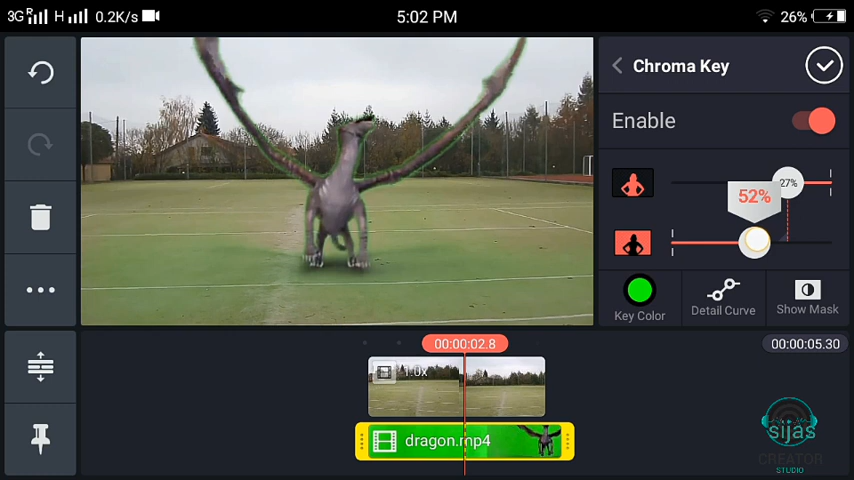 3G R H 0.2K/s 5:02 PM 26%
Chroma Key
Enable
27%
52%
Key Color Detail Curve Show Mask
00:00:02.8 00:00:05.30
1.0x
dragon.mp4
sijas
CREATOR
STUDIO